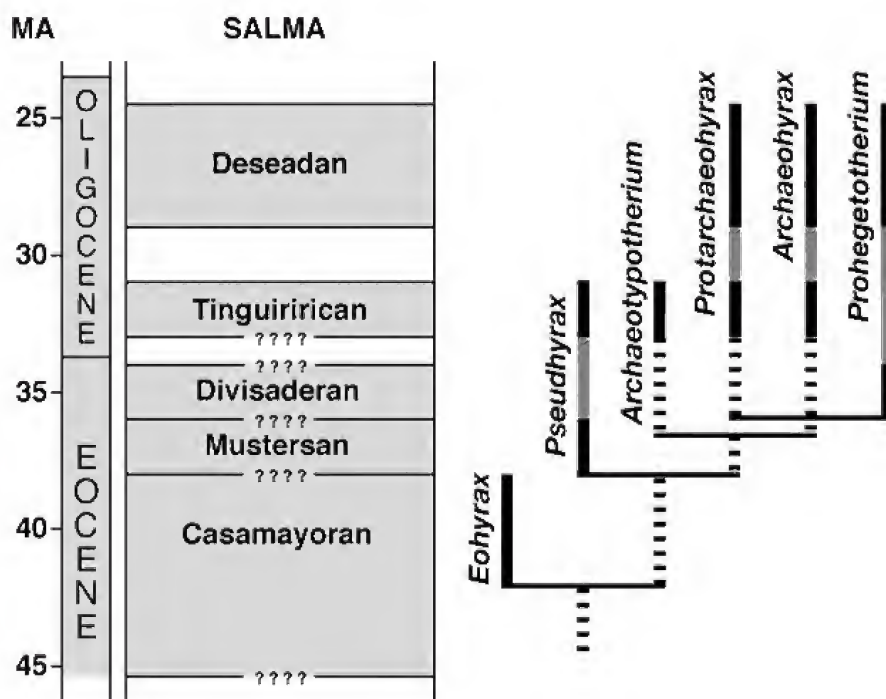 MA
SALMA
25
30
35
40
45
OLIGOCENE
EOCENE
Deseadan
Tinguirirican
????
????
Divisaderan
????
Mustersan
????
Casamayoran
????
Eohyrax
Pseudhyrax
Archaeotypotherium
Protarchaeohyrax
Archaeohyrax
Prohegetotherium